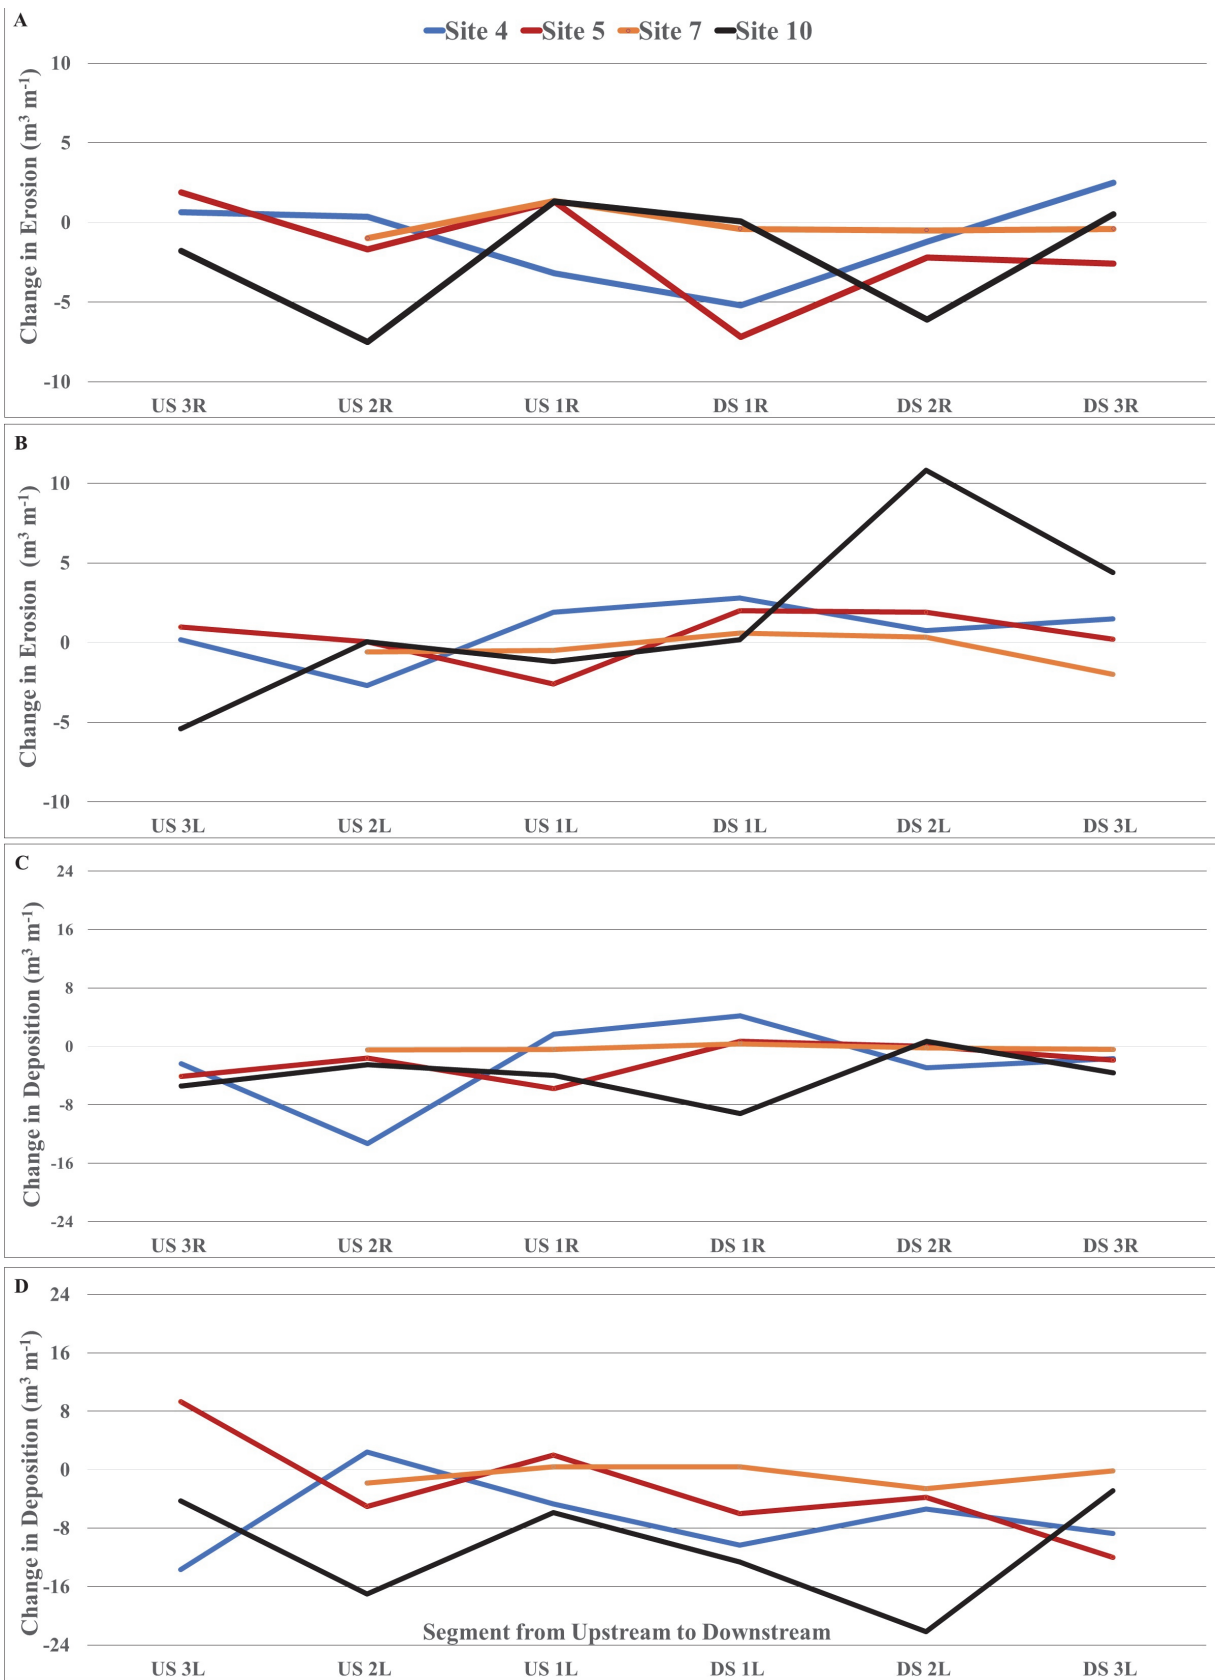 A
Site 4 Site 5 Site 7 Site 10
Change in Erosion (m³ m⁻¹)
10
5
0
-5
-10
US 3R US 2R US 1R DS 1R DS 2R DS 3R
B
Change in Erosion (m³ m⁻¹)
10
5
0
-5
-10
US 3L US 2L US 1L DS 1L DS 2L DS 3L
C
Change in Deposition (m³ m⁻¹)
24
16
8
0
-8
-16
-24
US 3R US 2R US 1R DS 1R DS 2R DS 3R
D
Change in Deposition (m³ m⁻¹)
24
16
8
0
-8
-16
-24
Segment from Upstream to Downstream
US 3L US 2L US 1L DS 1L DS 2L DS 3L